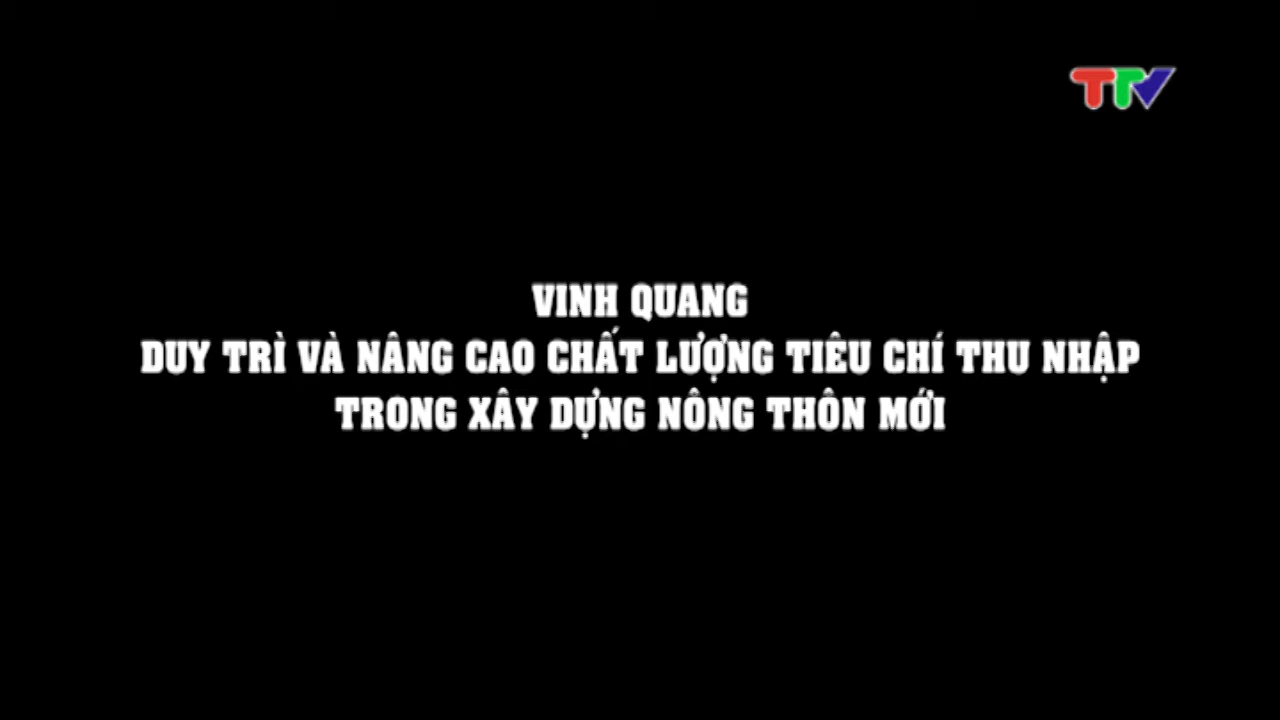 TTV
VINH QUANG
DUY TRÌ VÀ NÂNG CAO CHẤT LƯỢNG TIÊU CHÍ THU NHẬP
TRONG XÂY DỰNG NÔNG THÔN MỚI